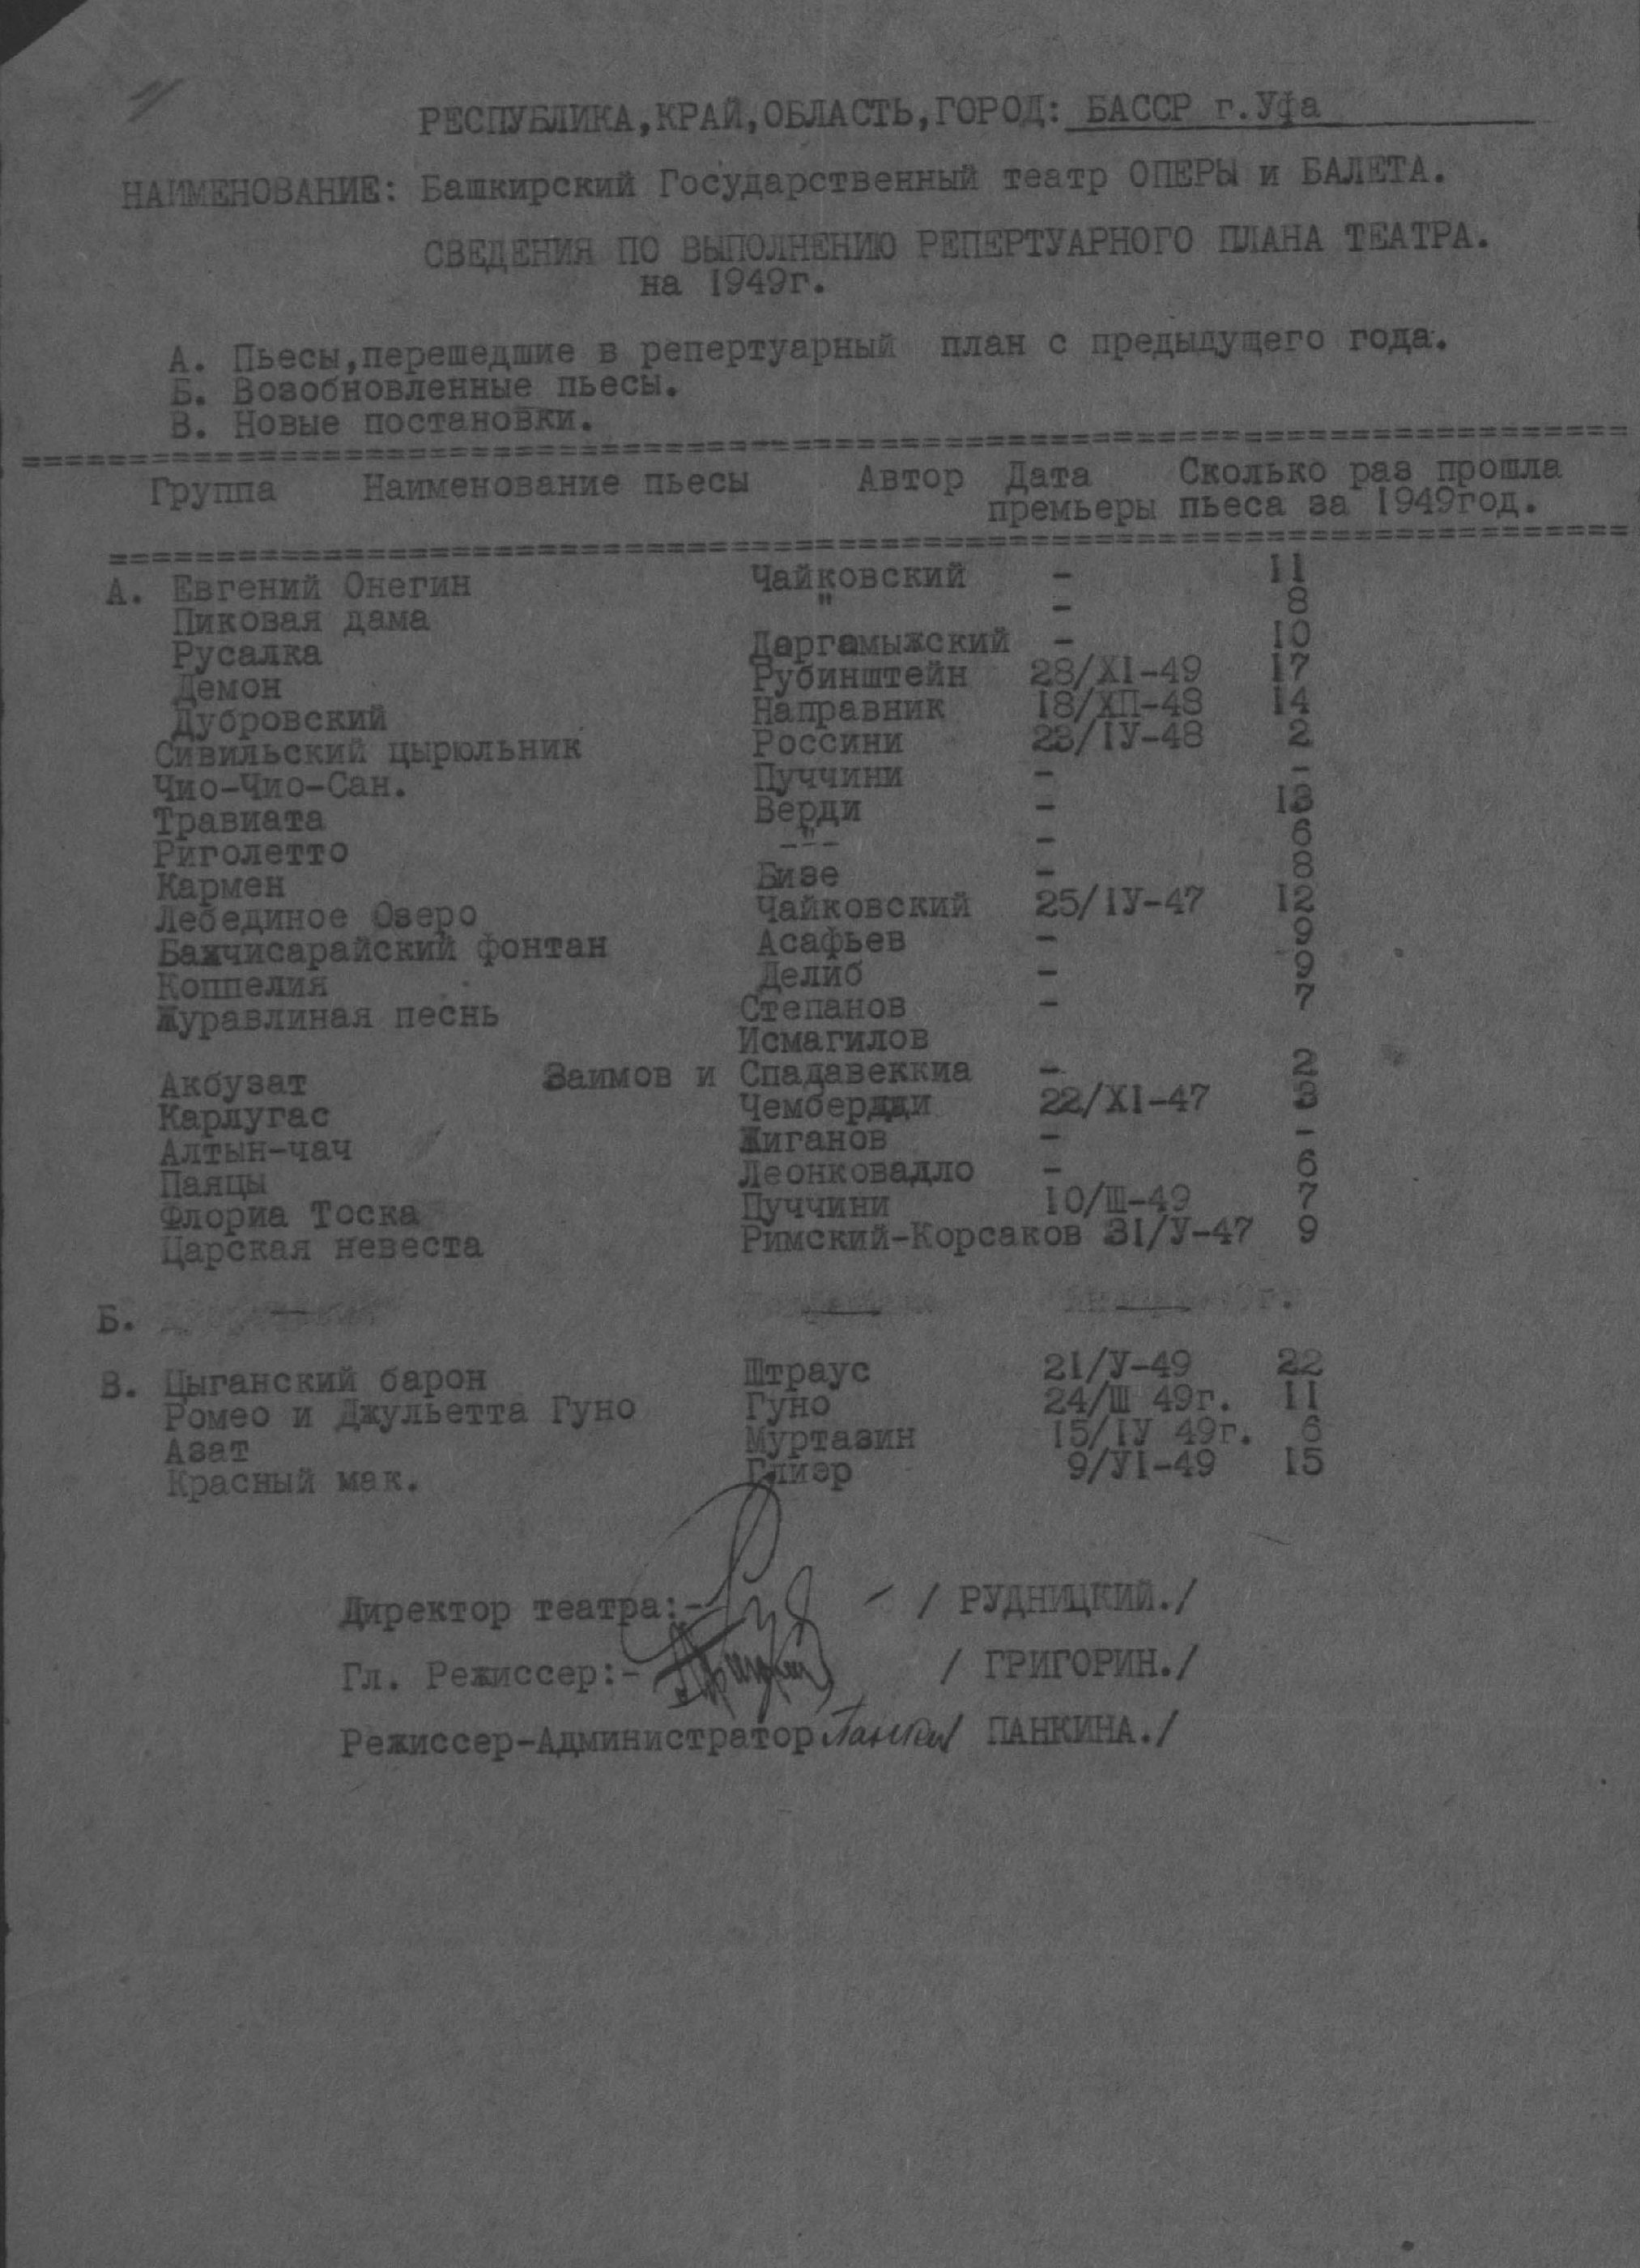 РЕСПУБЛИКА,КРАЙ,ОБЛАСТЬ,ГОРОД: БАССР г.Уфа
НАИМЕНОВАНИЕ: Башкирский Государственный театр ОПЕРЫ и БАЛЕТА.
СВЕДЕНИЯ ПО ВЫПОЛНЕНИЮ РЕПЕРТУАРНОГО ПЛАНА ТЕАТРА.
на 1949г.
А. Пьесы,перешедшие в репертуарный план с предыдущего года.
Б. Возобновленные пьесы.
В. Новые постановки.
Группа Наименование пьесы Автор Дата Сколько раз прошла
премьеры пьеса за 1949год.
А. Евгений Онегин Чайковский - 11
Пиковая дама " - 8
Русалка Даргамыжский - 10
Демон Рубинштейн 28/XI-49 17
Дубровский Направник 18/ХП-48 14
Сивильский цырюльник Россини 23/IУ-48 2
Чио-Чио-Сан. Пуччини - -
Травиата Верди - 13
Риголетто -"- - 6
Кармен Бизе - 8
Лебединое Озеро Чайковский 25/IУ-47 12
Бахчисарайский фонтан Асафьев - 9
Коппелия Делиб - 9
Журавлиная песнь Степанов - 7
Исмагилов
Акбузат Заимов и Спадавеккиа - 2
Карлугас Чемберджи 22/XI-47 3
Алтын-чач Жиганов - -
Паяцы Леонковадло - 6
Флориа Тоска Пуччини 10/Ш-49 7
Царская невеста Римский-Корсаков 31/У-47 9
Б. — — —
В. Цыганский барон Штраус 21/У-49 22
Ромео и Джульетта Гуно Гуно 24/Ш 49г. 11
Азат Муртазин 15/IУ 49г. 6
Красный мак. Глиэр 9/УI-49 15
Директор театра:- / РУДНИЦКИЙ./
Гл. Режиссер:- / ГРИГОРИН./
Режиссер-Администратор / ПАНКИНА./